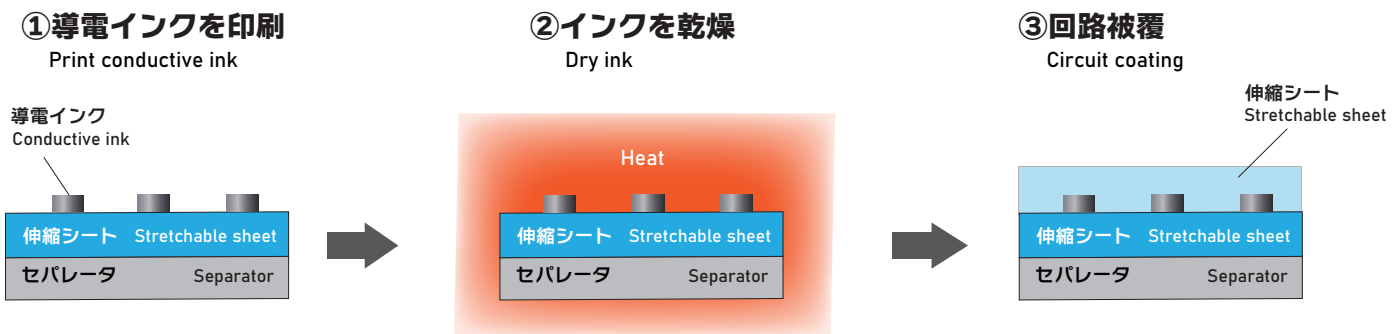 ①導電インクを印刷
Print conductive ink
導電インク
Conductive ink
伸縮シート Stretchable sheet
セパレータ Separator
②インクを乾燥
Dry ink
Heat
伸縮シート Stretchable sheet
セパレータ Separator
③回路被覆
Circuit coating
伸縮シート
Stretchable sheet
伸縮シート Stretchable sheet
セパレータ Separator